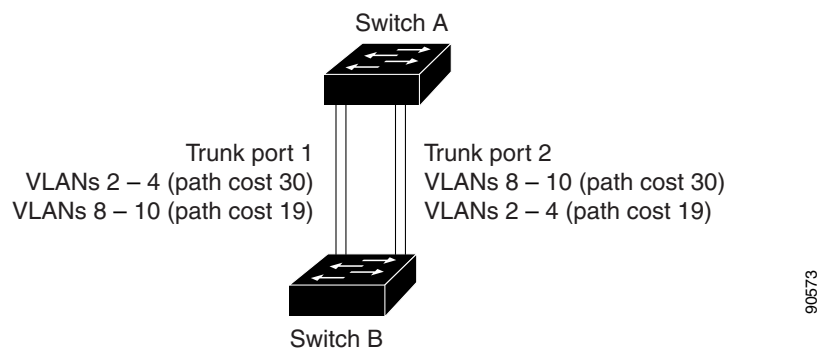 Switch A
Trunk port 1
VLANs 2 – 4 (path cost 30)
VLANs 8 – 10 (path cost 19)
Trunk port 2
VLANs 8 – 10 (path cost 30)
VLANs 2 – 4 (path cost 19)
90573
Switch B